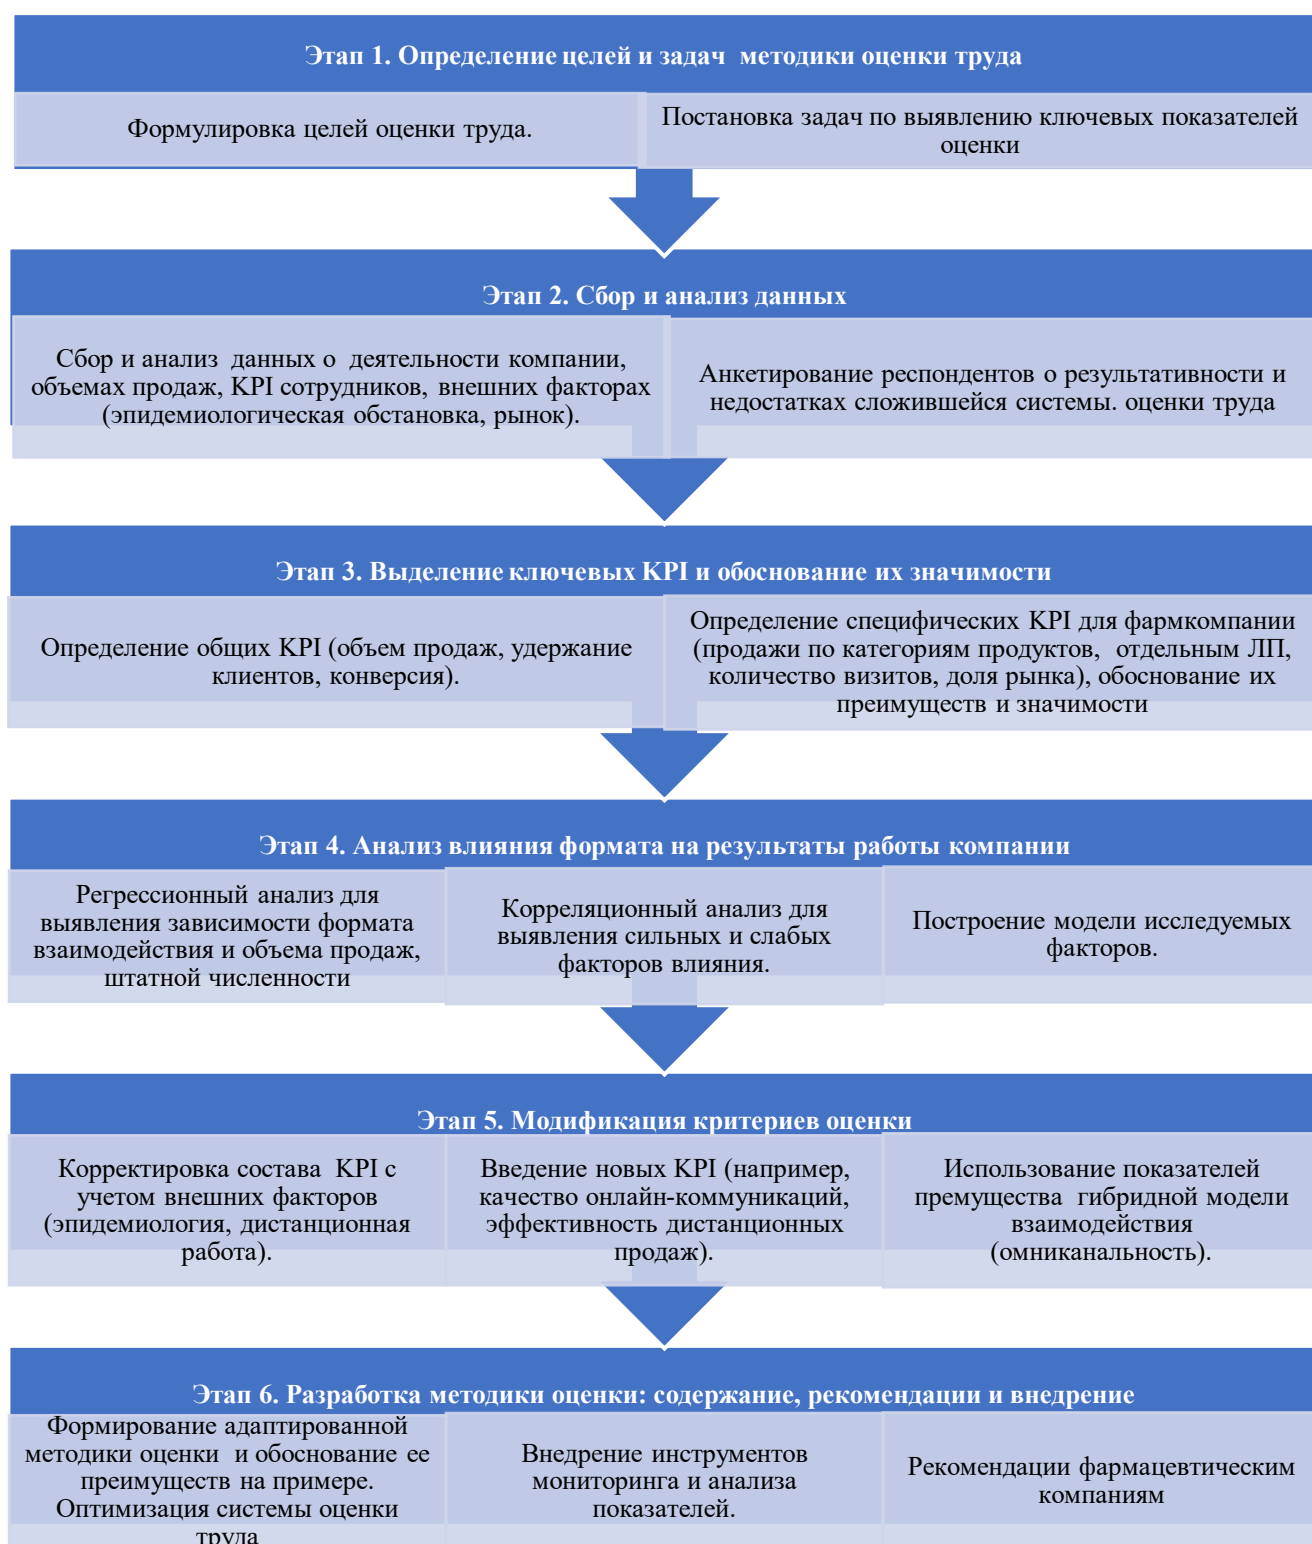 Этап 1. Определение целей и задач методики оценки труда
Формулировка целей оценки труда.
Постановка задач по выявлению ключевых показателей
оценки
Этап 2. Сбор и анализ данных
Сбор и анализ данных о деятельности компании,
объемах продаж, KPI сотрудников, внешних факторах
(эпидемиологическая обстановка, рынок).
Анкетирование респондентов о результативности и
недостатках сложившейся системы. оценки труда
Этап 3. Выделение ключевых KPI и обоснование их значимости
Определение общих KPI (объем продаж, удержание
клиентов, конверсия).
Определение специфических KPI для фармкомпании
(продажи по категориям продуктов, отдельным ЛП,
количество визитов, доля рынка), обоснование их
преимуществ и значимости
Этап 4. Анализ влияния формата на результаты работы компании
Регрессионный анализ для
выявления зависимости формата
взаимодействия и объема продаж,
штатной численности
Корреляционный анализ для
выявления сильных и слабых
факторов влияния.
Построение модели исследуемых
факторов.
Этап 5. Модификация критериев оценки
Корректировка состава KPI с
учетом внешних факторов
(эпидемиология, дистанционная
работа).
Введение новых KPI (например,
качество онлайн-коммуникаций,
эффективность дистанционных
продаж).
Использование показателей
премущества гибридной модели
взаимодействия
(омниканальность).
Этап 6. Разработка методики оценки: содержание, рекомендации и внедрение
Формирование адаптированной
методики оценки и обоснование ее
преимуществ на примере.
Оптимизация системы оценки
труда
Внедрение инструментов
мониторинга и анализа
показателей.
Рекомендации фармацевтическим
компаниям